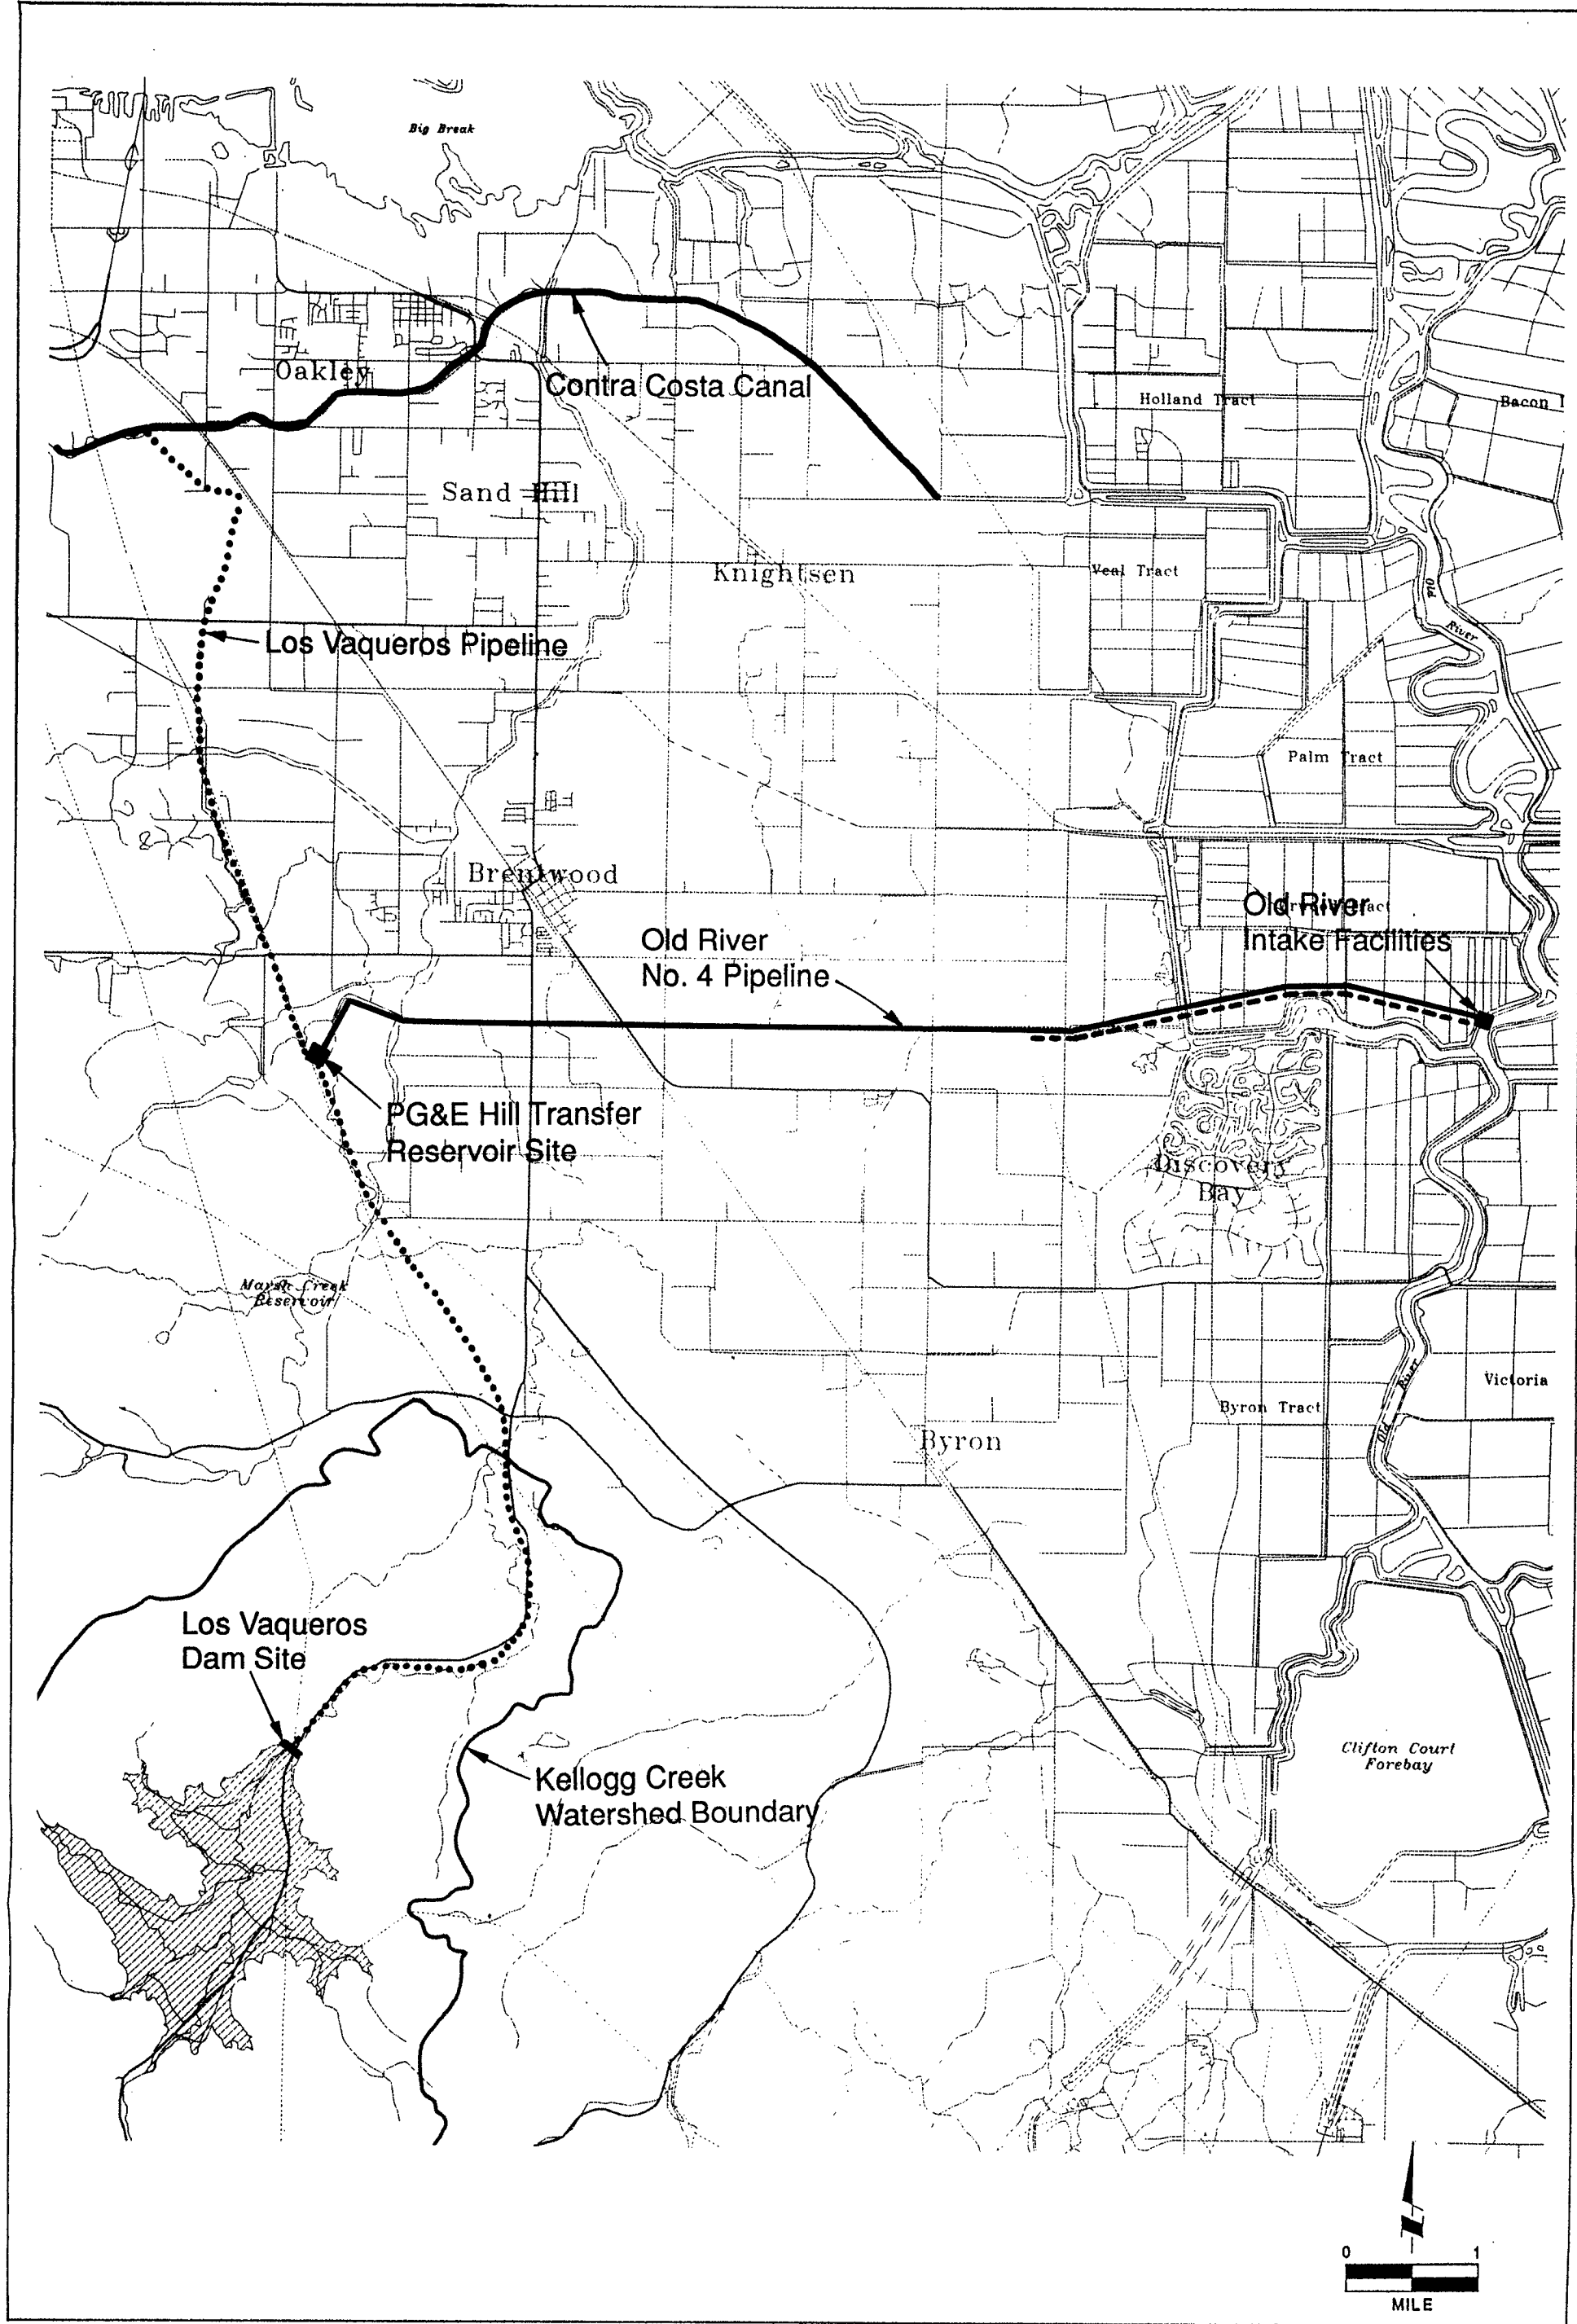 Big Break
Oakley
Contra Costa Canal
Holland Tract
Bacon
Sand Hill
Knightsen
Veal Tract
Old
River
Los Vaqueros Pipeline
Palm Tract
Brentwood
Old River
No. 4 Pipeline
Old River
Intake Facilities
PG&E Hill Transfer
Reservoir Site
Discovery
Bay
Marsh Creek
Reservoir
River
Old
Victoria
Byron Tract
Byron
Los Vaqueros
Dam Site
Kellogg Creek
Watershed Boundary
Clifton Court
Forebay
N
0 1
MILE